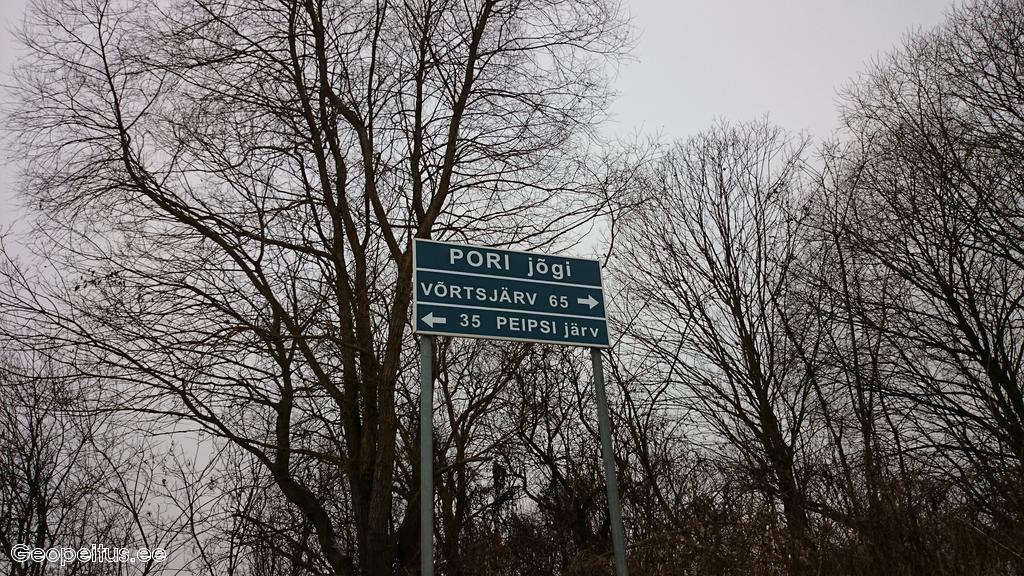 PORI jõgi
VÕRTSJÄRV 65 →
← 35 PEIPSI järv
Geopeitus.ee